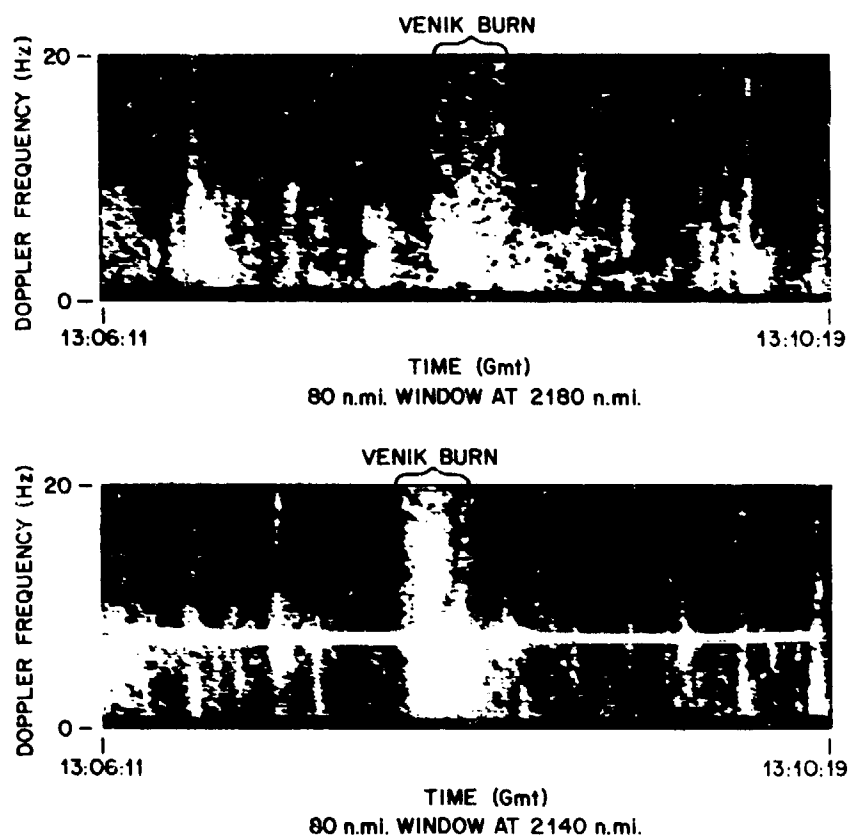 VENIK BURN
20
DOPPLER FREQUENCY (Hz)
0
13:06:11 13:10:19
TIME (Gmt)
80 n.mi. WINDOW AT 2180 n.mi.
VENIK BURN
20
DOPPLER FREQUENCY (Hz)
0
13:06:11 13:10:19
TIME (Gmt)
80 n.mi. WINDOW AT 2140 n.mi.